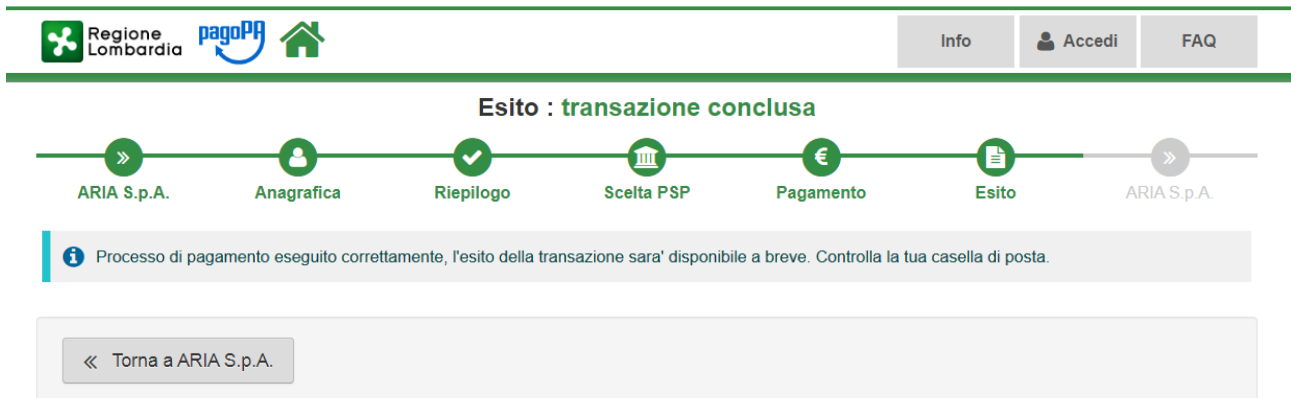 Regione
Lombardia
pagoPA
Info
Accedi
FAQ
Esito : transazione conclusa
ARIA S.p.A.
Anagrafica
Riepilogo
Scelta PSP
Pagamento
Esito
ARIA S.p.A.
Processo di pagamento eseguito correttamente, l'esito della transazione sara' disponibile a breve. Controlla la tua casella di posta.
« Torna a ARIA S.p.A.